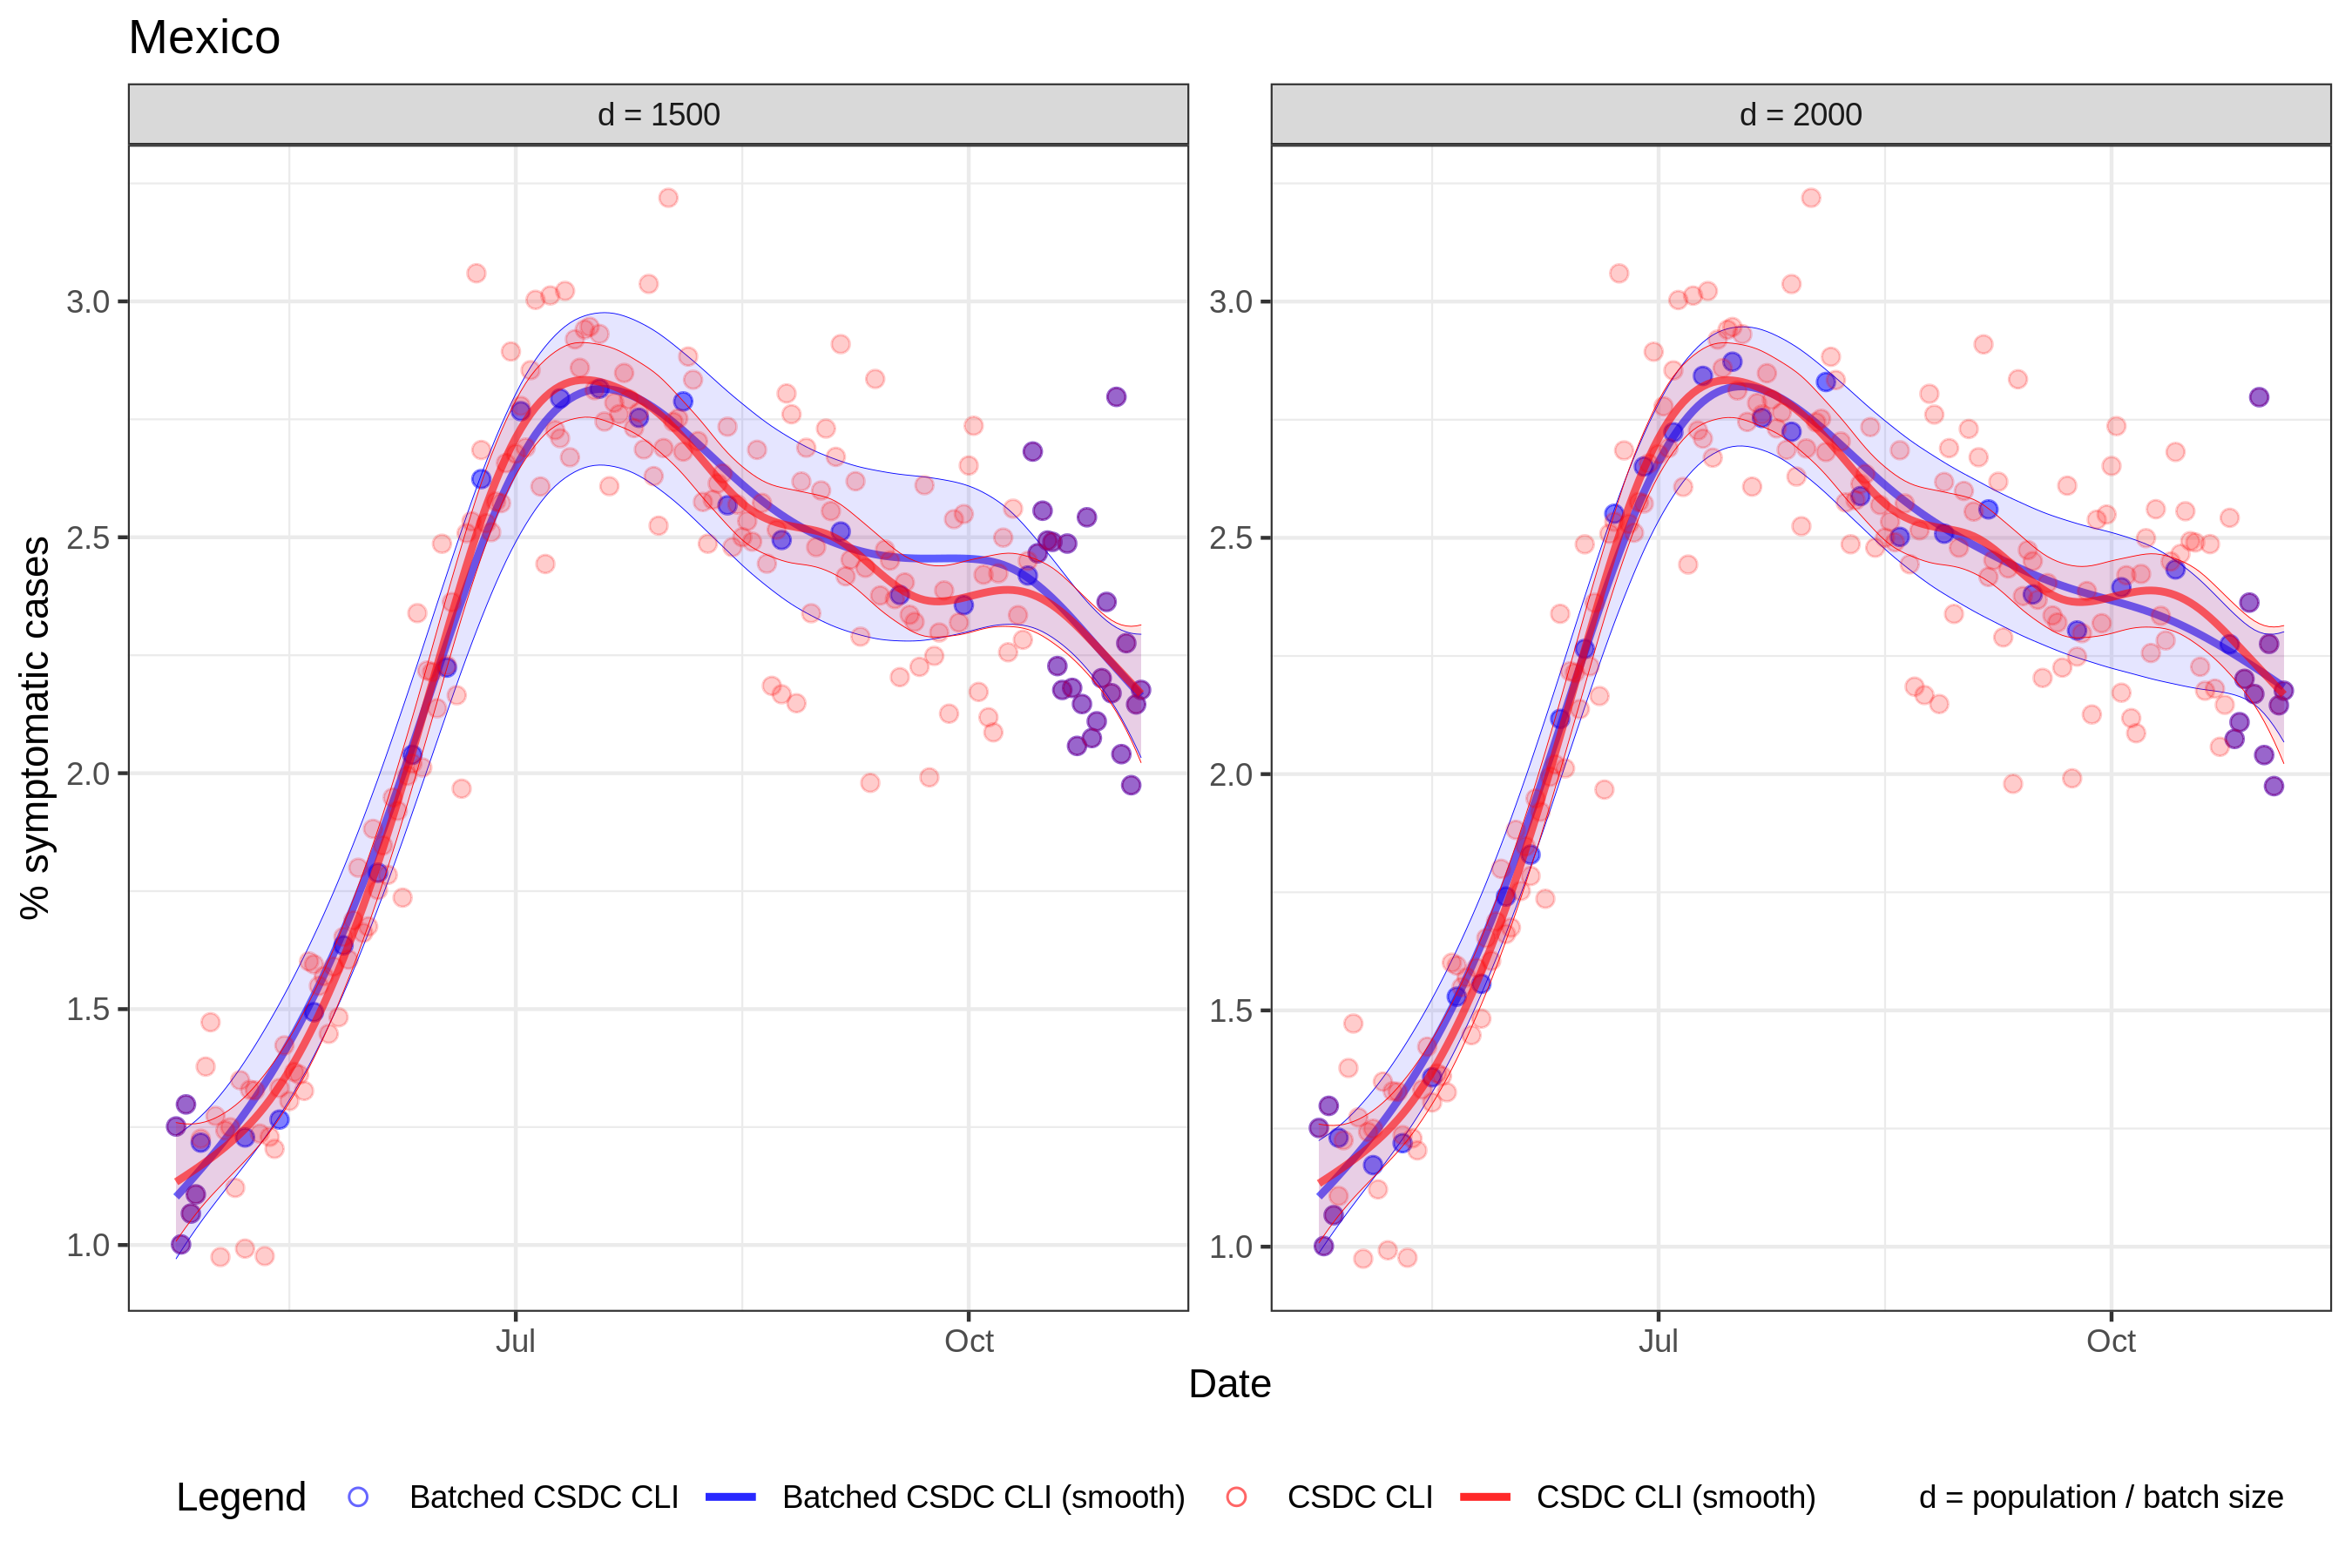 Mexico
d = 1500
d = 2000
% symptomatic cases
3.0
2.5
2.0
1.5
1.0
3.0
2.5
2.0
1.5
1.0
Jul
Oct
Jul
Oct
Date
Legend
Batched CSDC CLI
Batched CSDC CLI (smooth)
CSDC CLI
CSDC CLI (smooth)
d = population / batch size